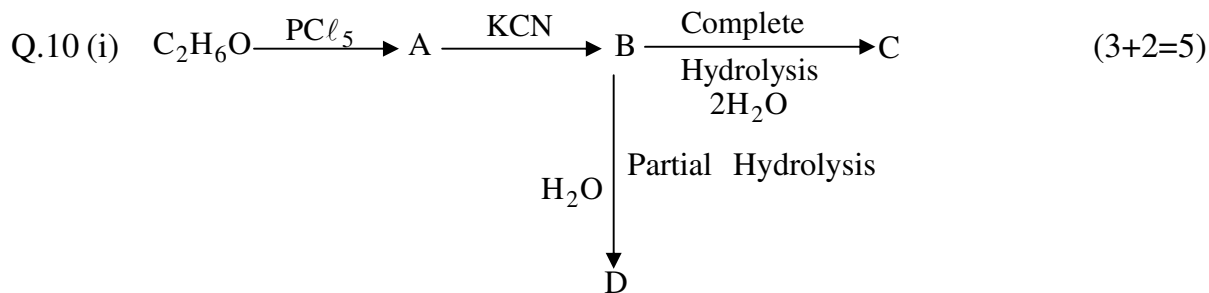 Q.10 (i) C₂H₆O PCℓ₅ A KCN B Complete C (3+2=5)
Hydrolysis
2H₂O
H₂O Partial Hydrolysis
D